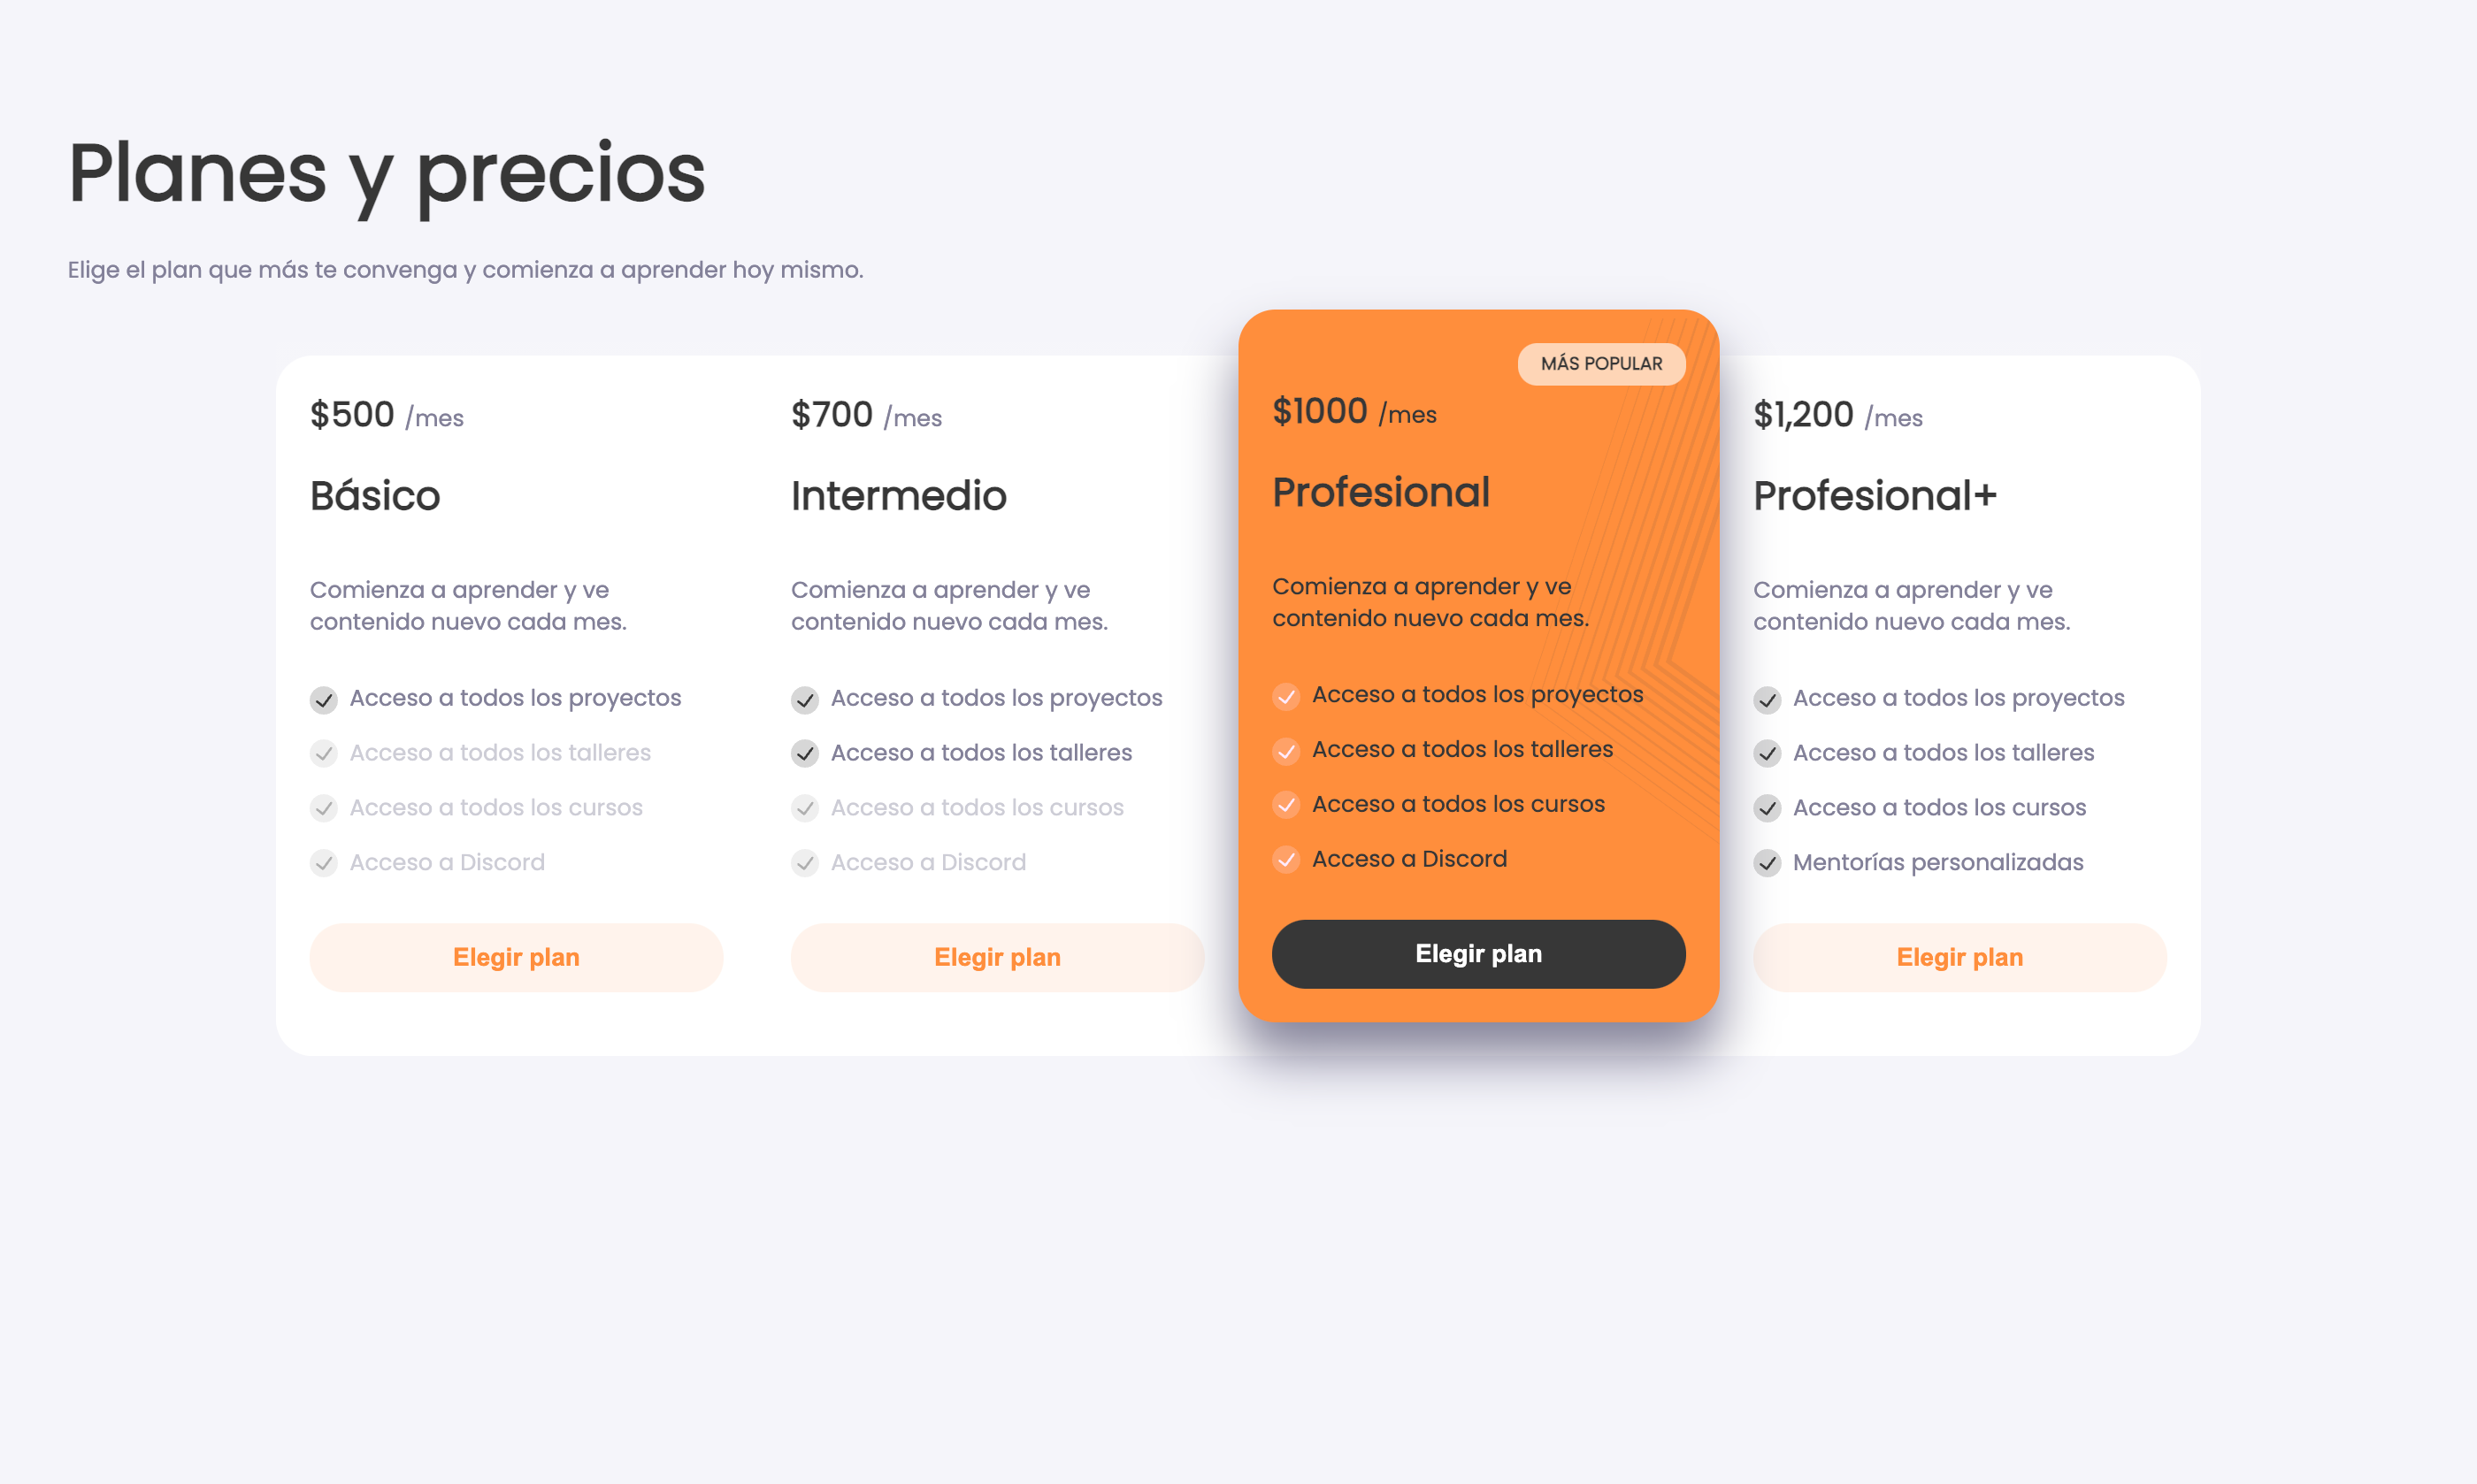 Planes y precios
Elige el plan que más te convenga y comienza a aprender hoy mismo.
$500 /mes
Básico
Comienza a aprender y ve
contenido nuevo cada mes.
Acceso a todos los proyectos
Acceso a todos los talleres
Acceso a todos los cursos
Acceso a Discord
Elegir plan
$700 /mes
Intermedio
Comienza a aprender y ve
contenido nuevo cada mes.
Acceso a todos los proyectos
Acceso a todos los talleres
Acceso a todos los cursos
Acceso a Discord
Elegir plan
MÁS POPULAR
$1000 /mes
Profesional
Comienza a aprender y ve
contenido nuevo cada mes.
Acceso a todos los proyectos
Acceso a todos los talleres
Acceso a todos los cursos
Acceso a Discord
Elegir plan
$1,200 /mes
Profesional+
Comienza a aprender y ve
contenido nuevo cada mes.
Acceso a todos los proyectos
Acceso a todos los talleres
Acceso a todos los cursos
Mentorías personalizadas
Elegir plan